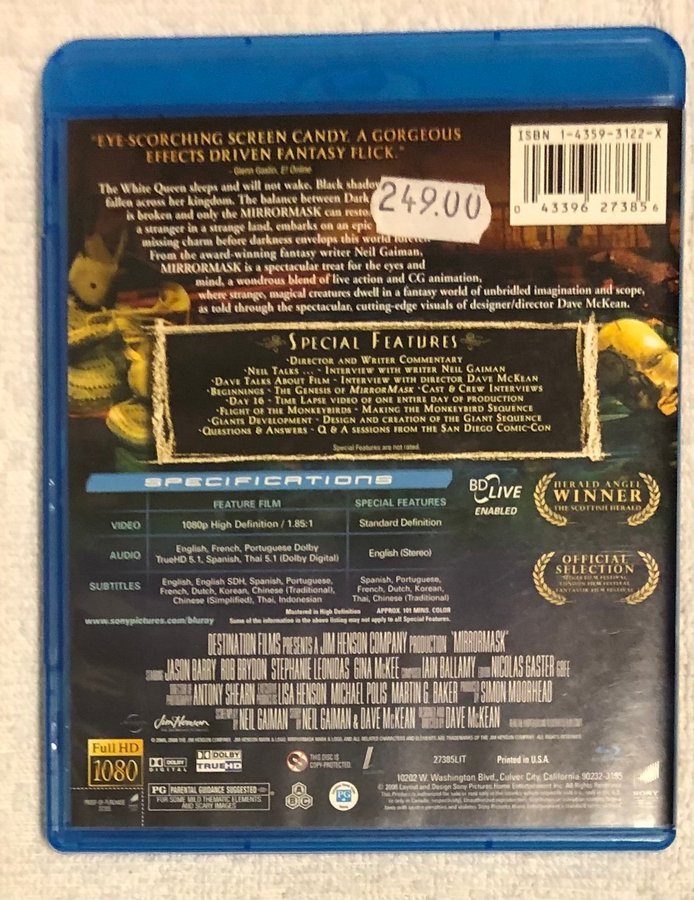 "EYE-SCORCHING SCREEN CANDY. A GORGEOUS
EFFECTS DRIVEN FANTASY FLICK."
- Glenn Gaslin, E! Online
ISBN 1-4359-3122-X
0 43396 27385 6
249.00
The White Queen sleeps and will not wake. Black
fallen across her kingdom. The balance between Dark
is broken and only the MIRRORMASK can
a stranger in a strange land, embarks on an epic
missing charm before darkness envelops this world
From the award-winning fantasy writer Neil Gaiman,
MIRRORMASK is a spectacular treat for the eyes and
mind, a wondrous blend of live action and CG animation,
where strange, magical creatures dwell in a fantasy world of unbridled imagination and scope,
as told through the spectacular, cutting-edge visuals of designer/director Dave McKean.
SPECIAL FEATURES
·DIRECTOR AND WRITER COMMENTARY
·NEIL TALKS ... - INTERVIEW WITH WRITER NEIL GAIMAN
·DAVE TALKS ABOUT FILM - INTERVIEW WITH DIRECTOR DAVE MCKEAN
·BEGINNINGS - THE GENESIS OF MIRRORMASK ·CAST & CREW INTERVIEWS
·DAY 16 - TIME LAPSE VIDEO OF ONE ENTIRE DAY OF PRODUCTION
·FLIGHT OF THE MONKEYBIRDS - MAKING THE MONKEYBIRD SEQUENCE
·GIANTS DEVELOPMENT - DESIGN AND CREATION OF THE GIANT SEQUENCE
·QUESTIONS & ANSWERS - Q & A SESSIONS FROM THE SAN DIEGO COMIC-CON
Special Features are not rated.
SPECIFICATIONS
FEATURE FILM SPECIAL FEATURES
VIDEO 1080p High Definition / 1.85:1 Standard Definition
AUDIO English, French, Portuguese Dolby TrueHD 5.1, Spanish, Thai 5.1 (Dolby Digital) English (Stereo)
SUBTITLES English, English SDH, Spanish, Portuguese, French, Dutch, Korean, Chinese (Traditional), Chinese (Simplified), Thai, Indonesian Spanish, Portuguese, French, Dutch, Korean, Thai, Chinese (Traditional)
BD LIVE
ENABLED
HERALD ANGEL
WINNER
THE SCOTTISH HERALD
OFFICIAL
SELECTION
Mastered in High Definition APPROX. 101 MINS. COLOR
www.sonypictures.com/bluray Some of the information in the above listing may not apply to all Special Features.
DESTINATION FILMS PRESENTS A JIM HENSON COMPANY PRODUCTION "MIRRORMASK"
STARRING JASON BARRY ROB BRYDON STEPHANIE LEONIDAS GINA MCKEE COMPOSER IAIN BALLAMY EDITOR NICOLAS GASTER GBFE
ANTONY SHEARN LISA HENSON MICHAEL POLIS MARTIN G. BAKER SIMON MOORHEAD
NEIL GAIMAN NEIL GAIMAN & DAVE MCKEAN DAVE MCKEAN
Jim Henson
Full HD
1080
DOLBY
DIGITAL
DOLBY
TRUEHD
THIS DISC IS
COPY-PROTECTED.
27385LIT
Printed in U.S.A.
PG PARENTAL GUIDANCE SUGGESTED
FOR SOME MILD THEMATIC ELEMENTS
AND SCARY IMAGES
ABC
PG
10202 W. Washington Blvd., Culver City, California 90232-3195
PROOF-OF-PURCHASE
27385
SONY